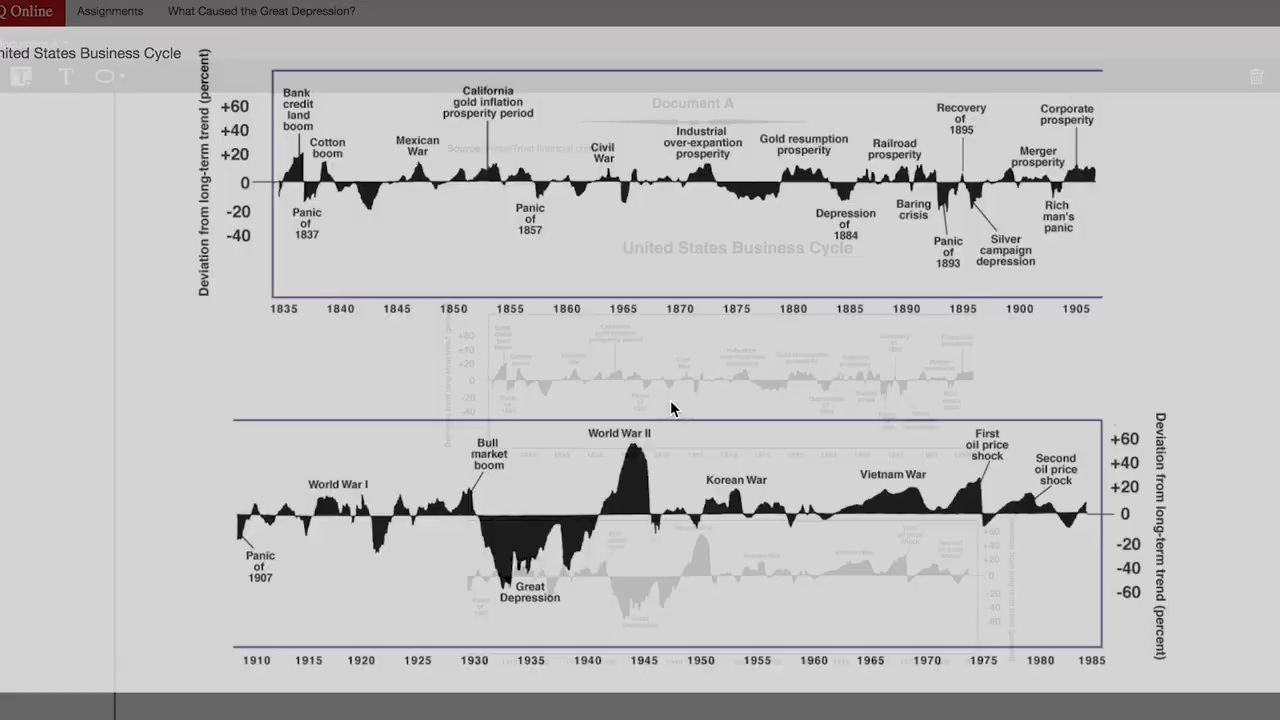 Q Online Assignments What Caused the Great Depression?
nited States Business Cycle
T T
Document A
Deviation from long-term trend (percent)
+60
+40
+20
0
-20
-40
Bank
credit
land
boom
Cotton
boom
Mexican
War
California
gold inflation
prosperity period
Civil
War
Industrial
over-expantion
prosperity
Gold resumption
prosperity
Railroad
prosperity
Recovery
of
1895
Merger
prosperity
Corporate
prosperity
Panic
of
1837
Panic
of
1857
Depression
of
1884
Baring
crisis
Panic
of
1893
Silver
campaign
depression
Rich
man's
panic
United States Business Cycle
1835 1840 1845 1850 1855 1860 1965 1870 1875 1880 1885 1890 1895 1900 1905
World War I
Bull
market
boom
World War II
Korean War
Vietnam War
First
oil price
shock
Second
oil price
shock
Panic
of
1907
Great
Depression
+60
+40
+20
0
-20
-40
-60
Deviation from long-term trend (percent)
1910 1915 1920 1925 1930 1935 1940 1945 1950 1955 1960 1965 1970 1975 1980 1985